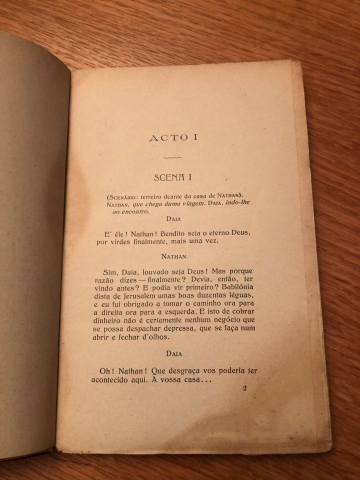 ACTO I
SCENA I
(SCENÁRIO: terreiro deante da casa de NATHAN).
NATHAN, que chega duma viagem. DAIA, indo-lhe
ao encontro.
DAIA
E' êle! Nathan! Bendito seja o eterno Deus,
por virdes finalmente, mais uma vez.
NATHAN
Sim, Daia, louvado seja Deus! Mas porque
razão dizes — finalmente? Devia, então, ter
vindo antes? E podia vir primeiro? Babilónia
dista de Jerusalem umas boas duzentas léguas,
e eu fui obrigado a tomar o caminho ora para
a direita ora para a esquerda. E isto de cobrar
dinheiro não é certamente nenhum negócio que
se possa despachar depressa, que se faça num
abrir e fechar d'olhos.
DAIA
Oh! Nathan! Que desgraça vos poderia ter
acontecido aqui. À vossa casa...
2